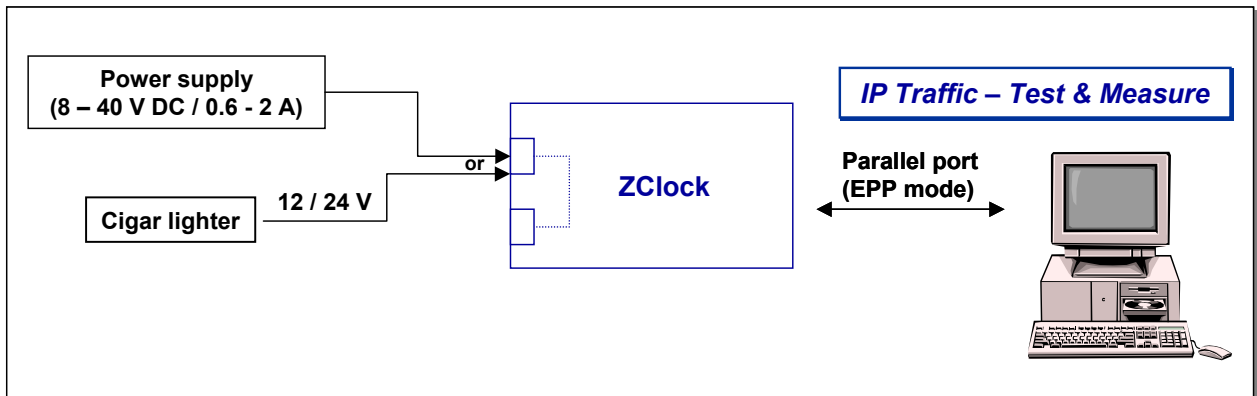 Power supply
(8 – 40 V DC / 0.6 - 2 A)
Cigar lighter
12 / 24 V
or
ZClock
IP Traffic – Test & Measure
Parallel port
(EPP mode)